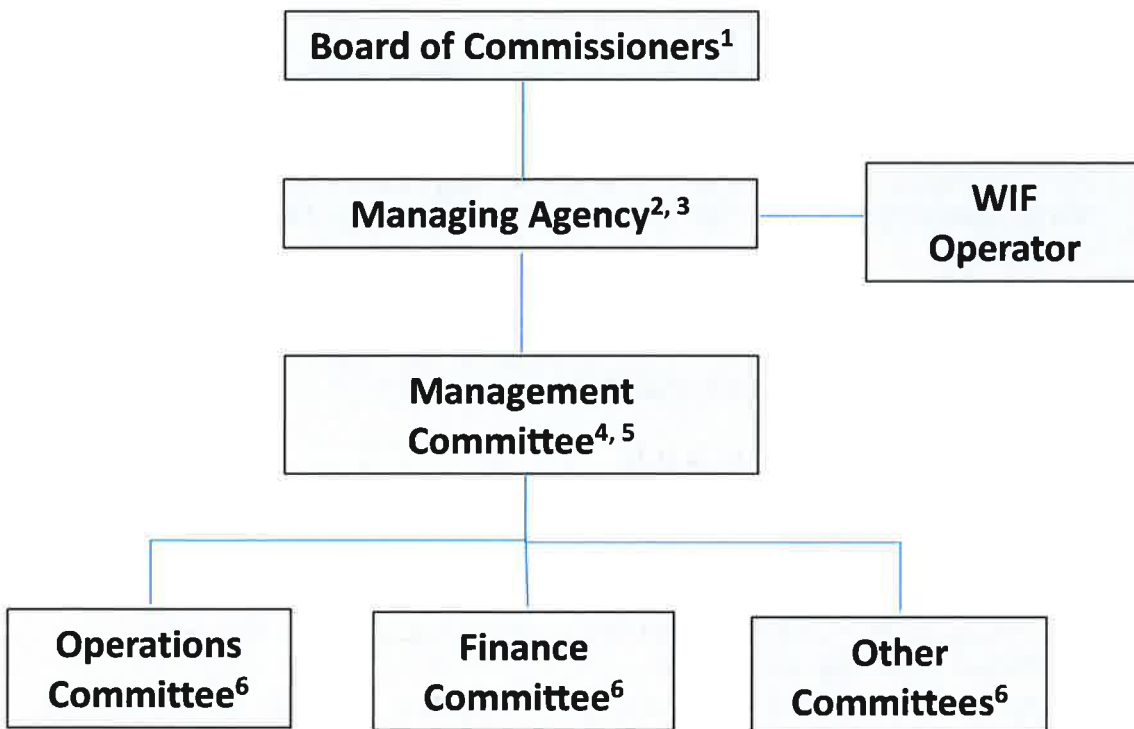 Board of Commissioners¹
Managing Agency²,³
WIF
Operator
Management
Committee⁴,⁵
Operations
Committee⁶
Finance
Committee⁶
Other
Committees⁶